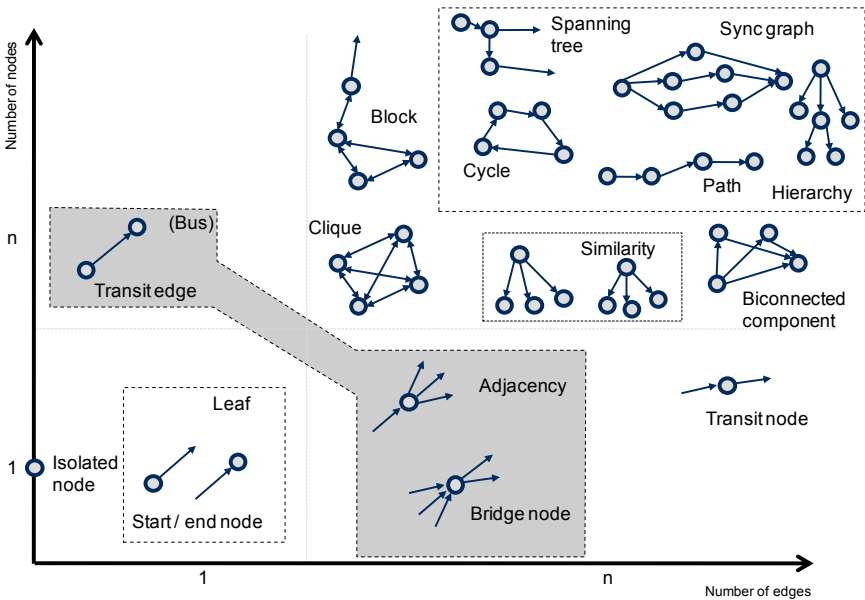 Number of nodes
Spanning
tree
Sync graph
Block
Cycle
Path
Hierarchy
n
(Bus)
Transit edge
Clique
Similarity
Biconnected
component
Leaf
Adjacency
Transit node
1
Isolated
node
Start / end node
Bridge node
1
n
Number of edges